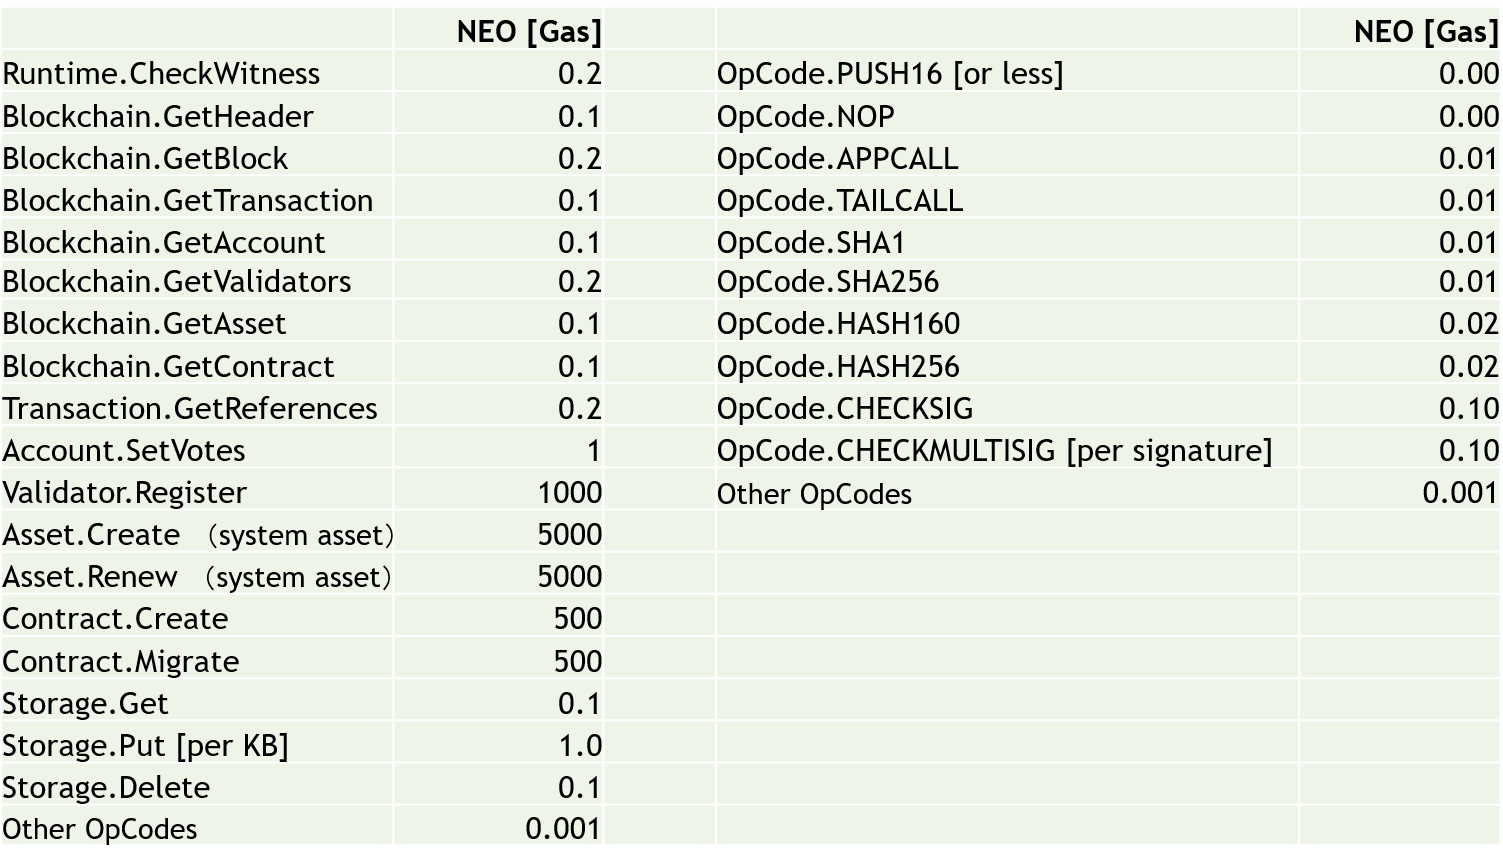 NEO [Gas] NEO [Gas]
Runtime.CheckWitness 0.2 OpCode.PUSH16 [or less] 0.00
Blockchain.GetHeader 0.1 OpCode.NOP 0.00
Blockchain.GetBlock 0.2 OpCode.APPCALL 0.01
Blockchain.GetTransaction 0.1 OpCode.TAILCALL 0.01
Blockchain.GetAccount 0.1 OpCode.SHA1 0.01
Blockchain.GetValidators 0.2 OpCode.SHA256 0.01
Blockchain.GetAsset 0.1 OpCode.HASH160 0.02
Blockchain.GetContract 0.1 OpCode.HASH256 0.02
Transaction.GetReferences 0.2 OpCode.CHECKSIG 0.10
Account.SetVotes 1 OpCode.CHECKMULTISIG [per signature] 0.10
Validator.Register 1000 Other OpCodes 0.001
Asset.Create （system asset） 5000
Asset.Renew （system asset） 5000
Contract.Create 500
Contract.Migrate 500
Storage.Get 0.1
Storage.Put [per KB] 1.0
Storage.Delete 0.1
Other OpCodes 0.001